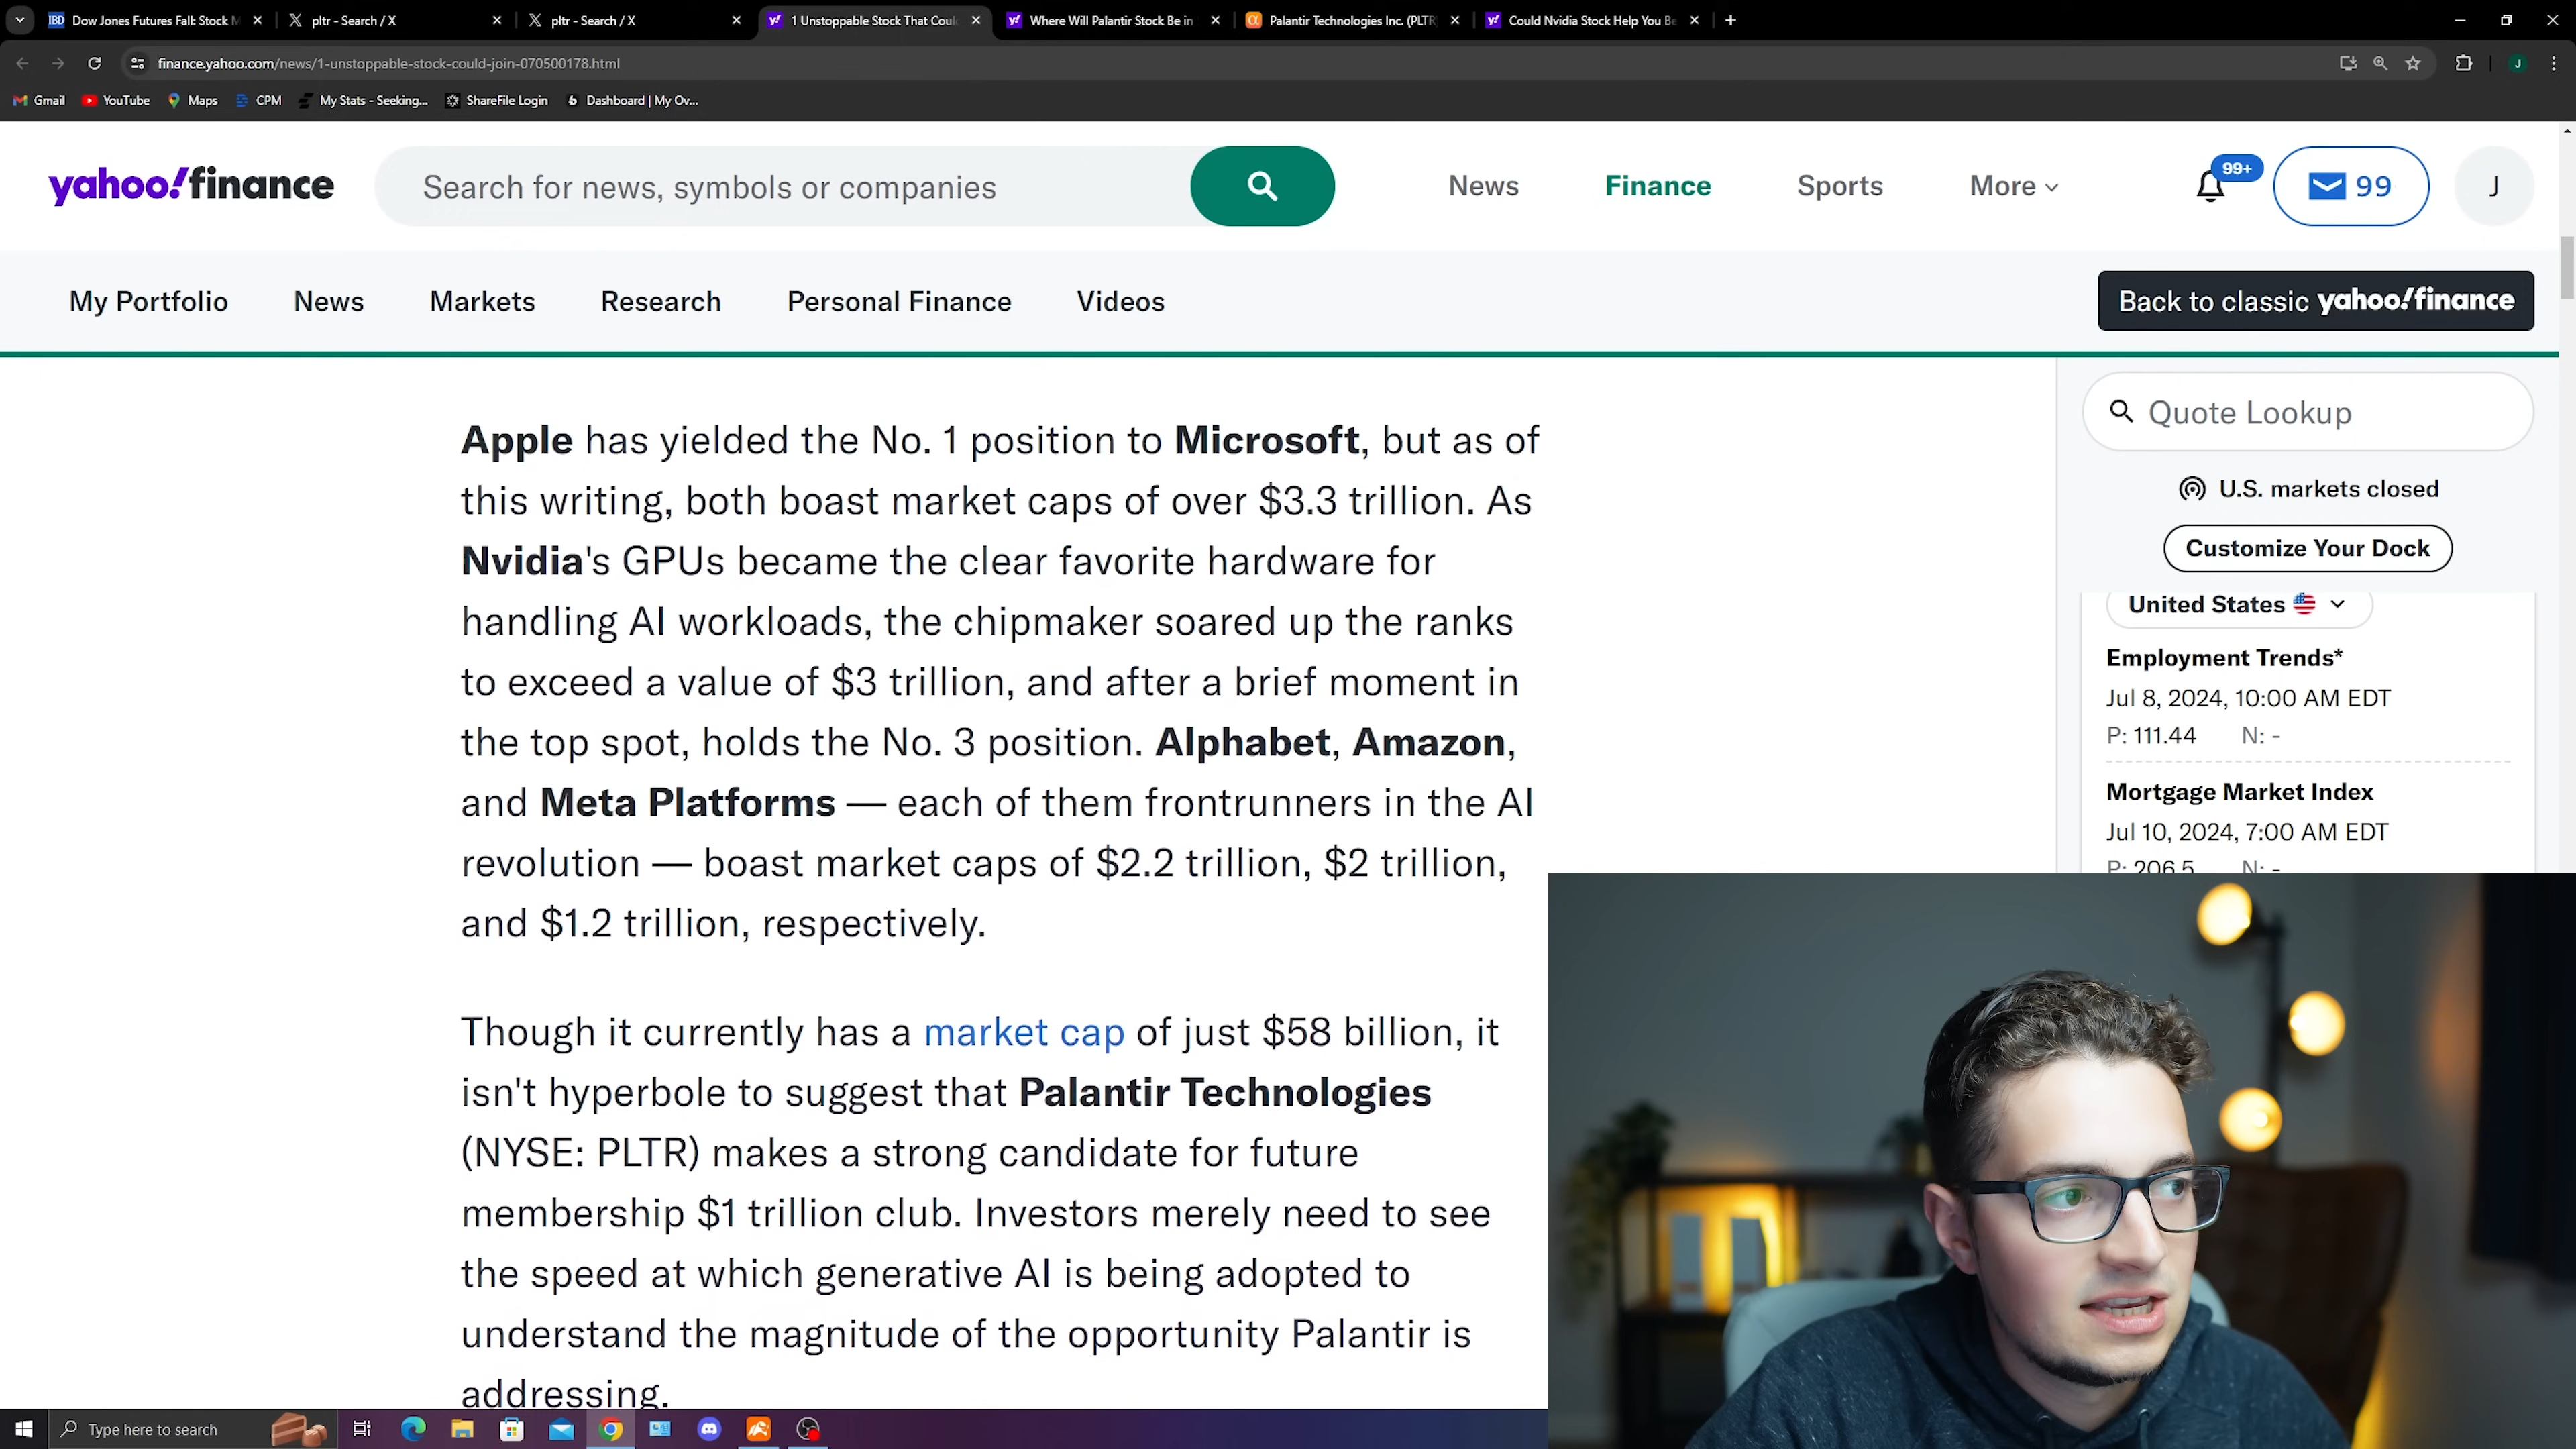 Dow Jones Futures Fall: Stock M
pltr - Search / X
pltr - Search / X
1 Unstoppable Stock That Coul
Where Will Palantir Stock Be in
Palantir Technologies Inc. (PLTR
Could Nvidia Stock Help You Be
finance.yahoo.com/news/1-unstoppable-stock-could-join-070500178.html
J
Gmail
YouTube
Maps
CPM
My Stats - Seeking...
ShareFile Login
Dashboard | My Ov...
yahoo!finance
Search for news, symbols or companies
News
Finance
Sports
More
99+
99
J
My Portfolio
News
Markets
Research
Personal Finance
Videos
Back to classic yahoo!finance
Apple has yielded the No. 1 position to Microsoft, but as of
this writing, both boast market caps of over $3.3 trillion. As
Nvidia's GPUs became the clear favorite hardware for
handling AI workloads, the chipmaker soared up the ranks
to exceed a value of $3 trillion, and after a brief moment in
the top spot, holds the No. 3 position. Alphabet, Amazon,
and Meta Platforms — each of them frontrunners in the AI
revolution — boast market caps of $2.2 trillion, $2 trillion,
and $1.2 trillion, respectively.
Though it currently has a market cap of just $58 billion, it
isn't hyperbole to suggest that Palantir Technologies
(NYSE: PLTR) makes a strong candidate for future
membership $1 trillion club. Investors merely need to see
the speed at which generative AI is being adopted to
understand the magnitude of the opportunity Palantir is
addressing.
Quote Lookup
U.S. markets closed
Customize Your Dock
United States
Employment Trends*
Jul 8, 2024, 10:00 AM EDT
P: 111.44 N: -
Mortgage Market Index
Jul 10, 2024, 7:00 AM EDT
P: 206.5 N: -
Type here to search